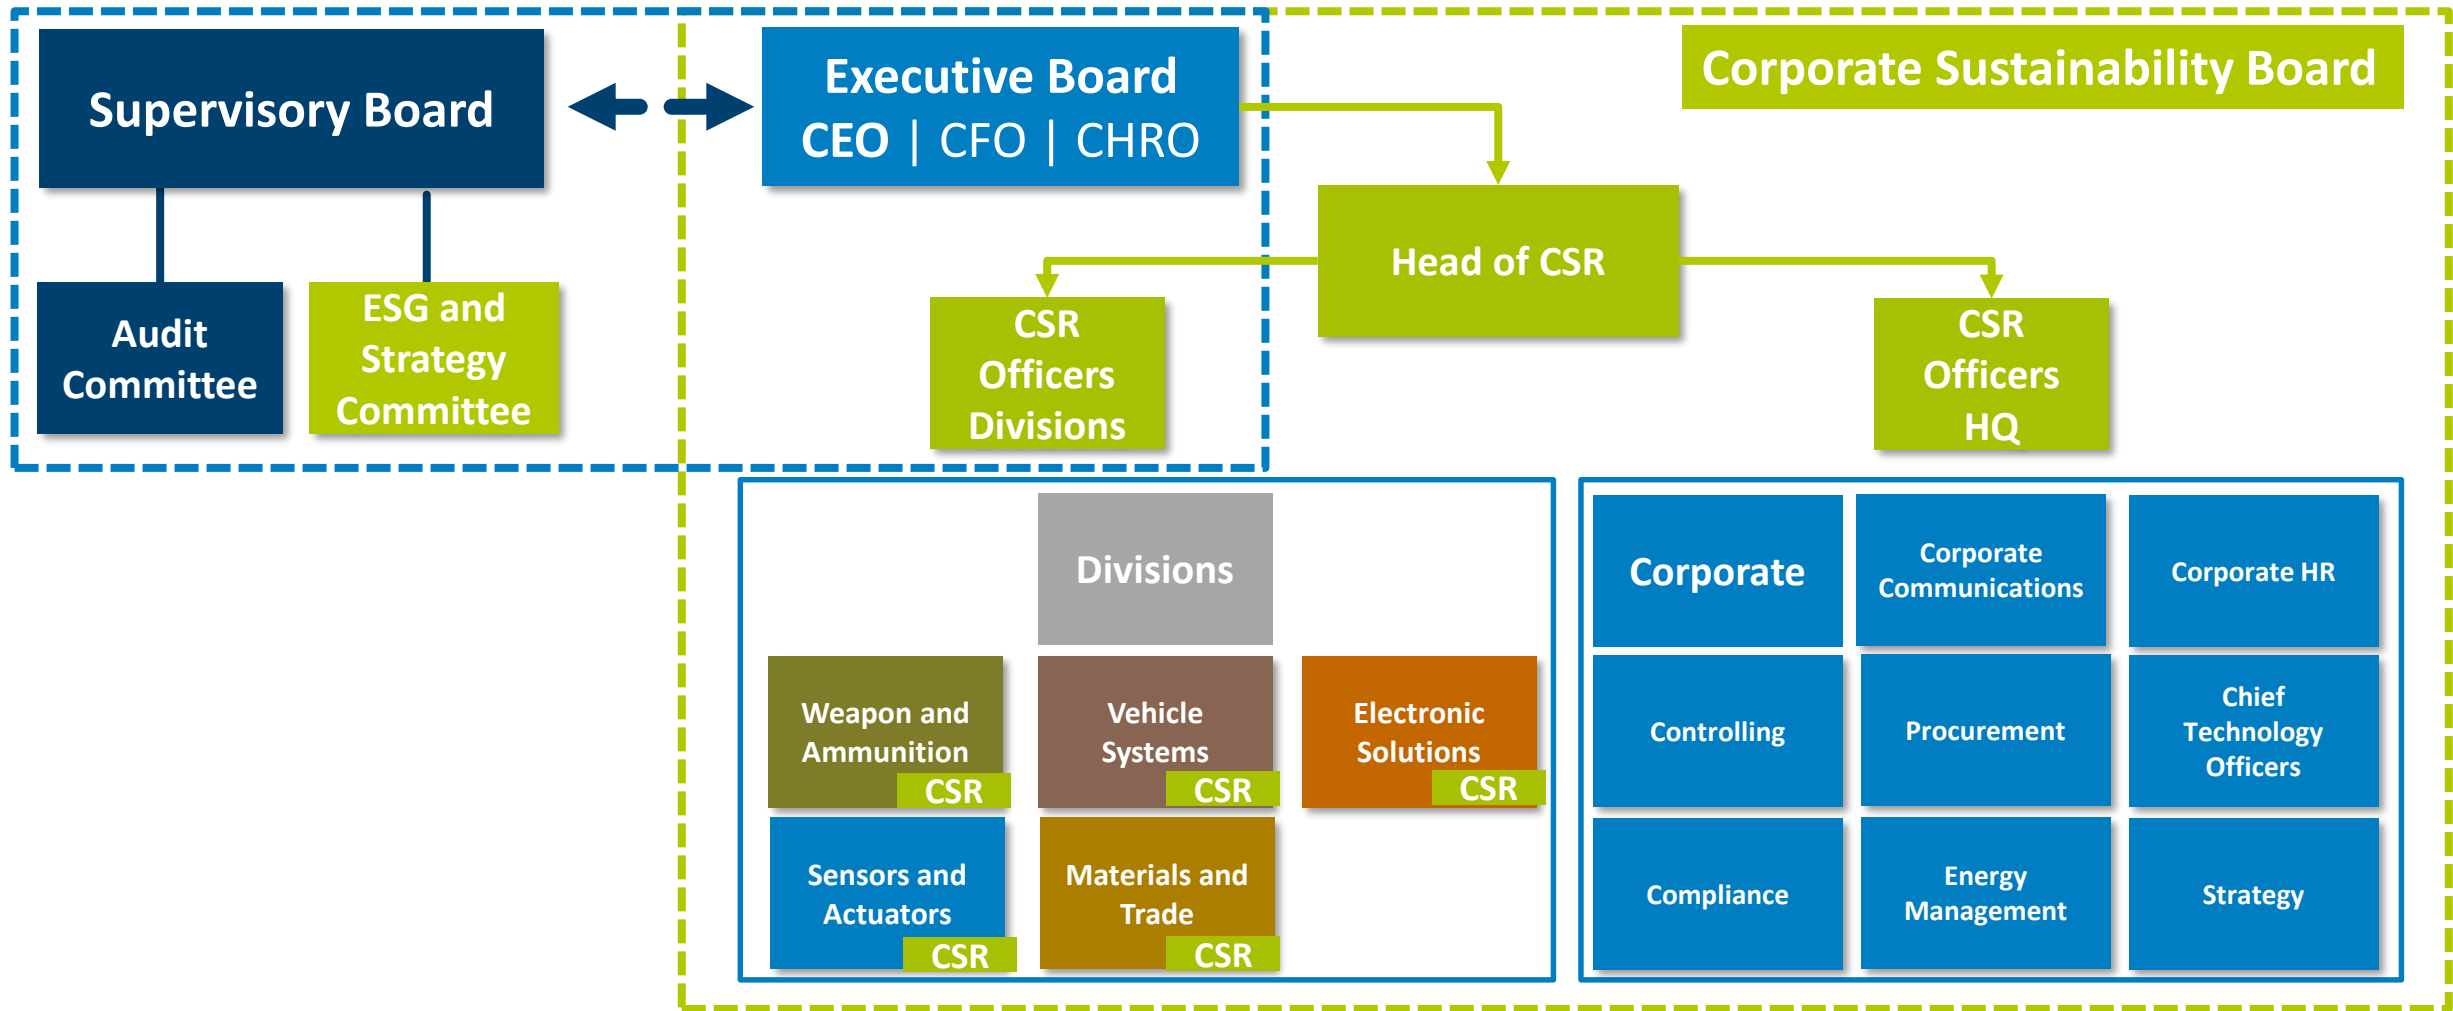 Supervisory Board
Executive Board
CEO | CFO | CHRO
Corporate Sustainability Board
Audit
Committee
ESG and
Strategy
Committee
Head of CSR
CSR
Officers
Divisions
CSR
Officers
HQ
Divisions
Weapon and
Ammunition
CSR
Vehicle
Systems
CSR
Electronic
Solutions
CSR
Sensors and
Actuators
CSR
Materials and
Trade
CSR
Corporate
Corporate
Communications
Corporate HR
Controlling
Procurement
Chief
Technology
Officers
Compliance
Energy
Management
Strategy